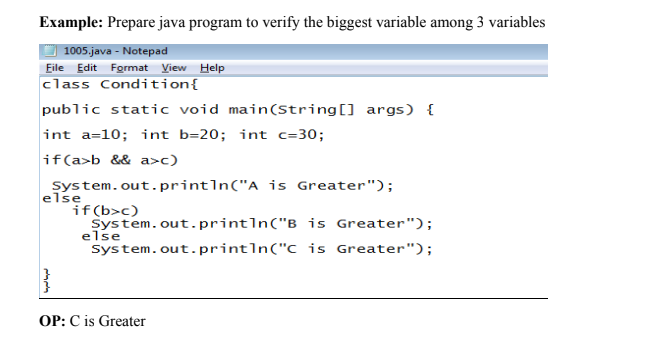 Example: Prepare java program to verify the biggest variable among 3 variables
1005.java - Notepad
File Edit Format View Help
class Condition{
public static void main(String[] args) {
int a=10; int b=20; int c=30;
if(a>b && a>c)
System.out.println("A is Greater");
else
if(b>c)
System.out.println("B is Greater");
else
System.out.println("C is Greater");
}
}
OP: C is Greater